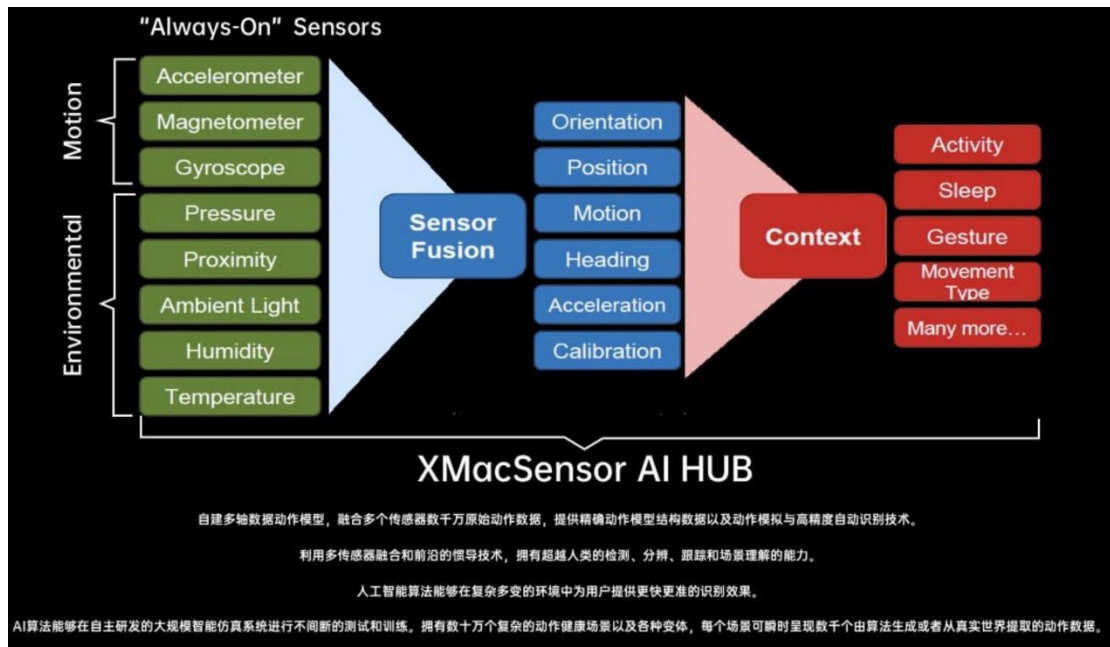 “Always-On” Sensors
Motion
Accelerometer
Magnetometer
Gyroscope
Environmental
Pressure
Proximity
Ambient Light
Humidity
Temperature
Sensor
Fusion
Orientation
Position
Motion
Heading
Acceleration
Calibration
Context
Activity
Sleep
Gesture
Movement
Type
Many more...
XMacSensor AI HUB
自建多轴数据动作模型，融合多个传感器数千万原始动作数据，提供精确动作模型结构数据以及动作模拟与高精度自动识别技术。
利用多传感器融合和前沿的惯导技术，拥有超越人类的检测、分辨、跟踪和场景理解的能力。
人工智能算法能够在复杂多变的环境中为用户提供更快更准的识别效果。
AI算法能够在自主研发的大规模智能仿真系统进行不间断的测试和训练。拥有数十万个复杂的动作健康场景以及各种变体，每个场景可瞬时呈现数千个由算法生成或者从真实世界提取的动作数据。